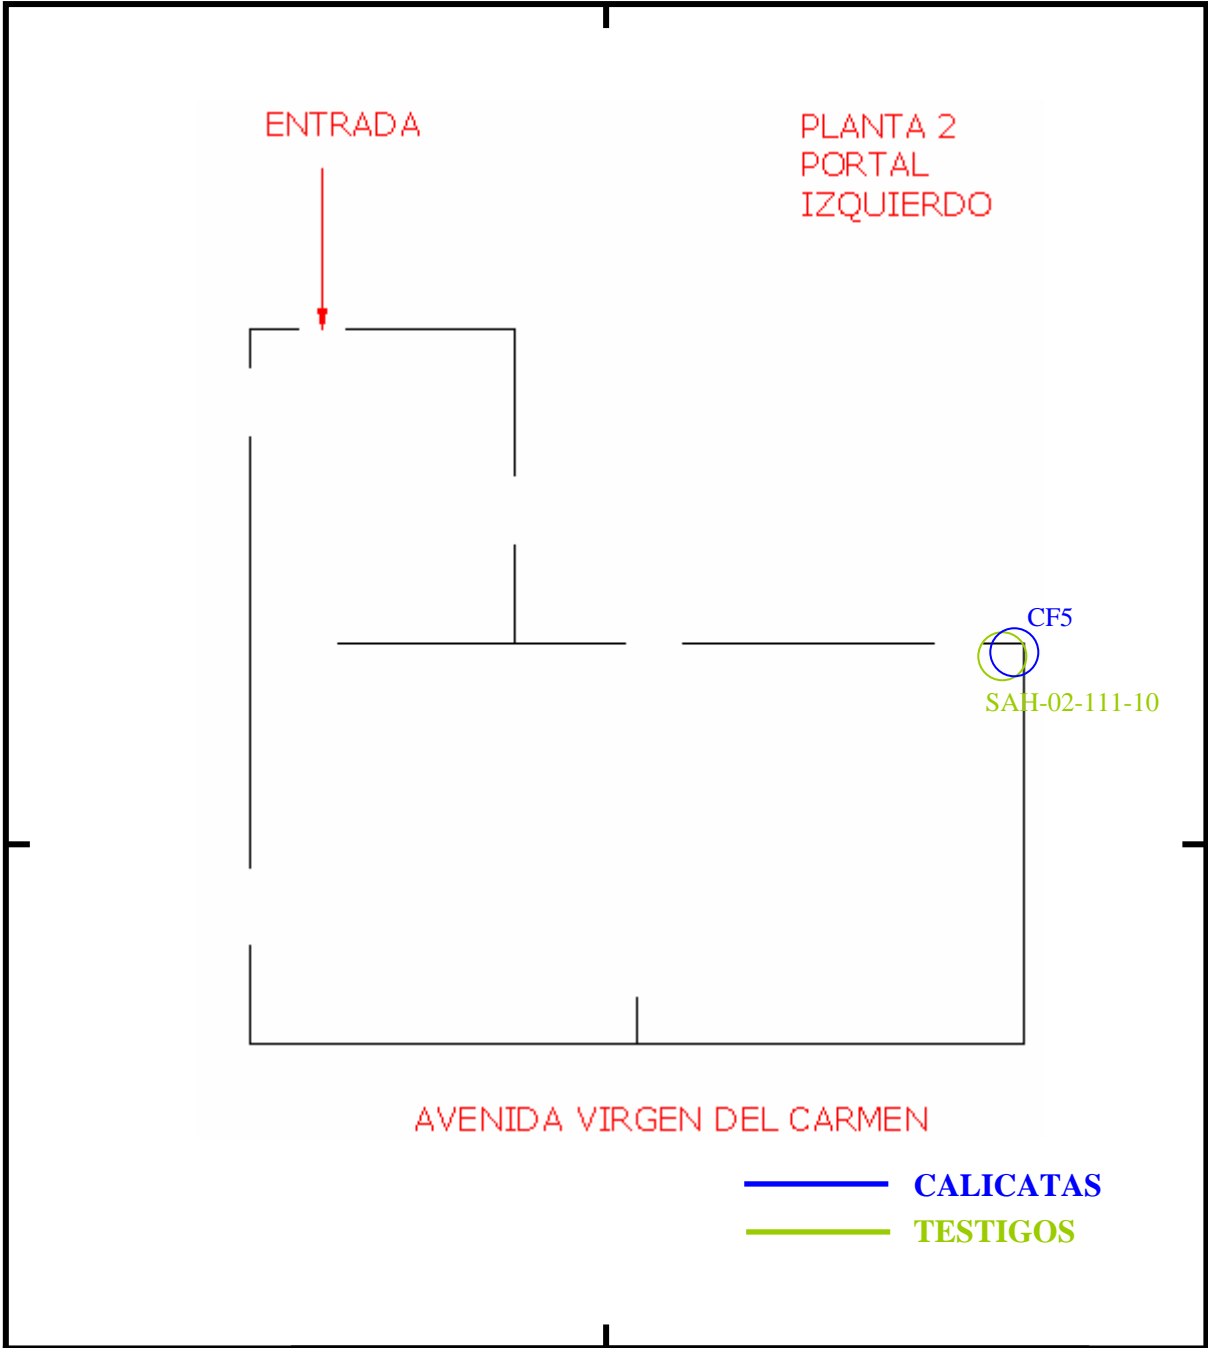 ENTRADA
PLANTA 2
PORTAL
IZQUIERDO
CF5
SAH-02-111-10
AVENIDA VIRGEN DEL CARMEN
CALICATAS
TESTIGOS